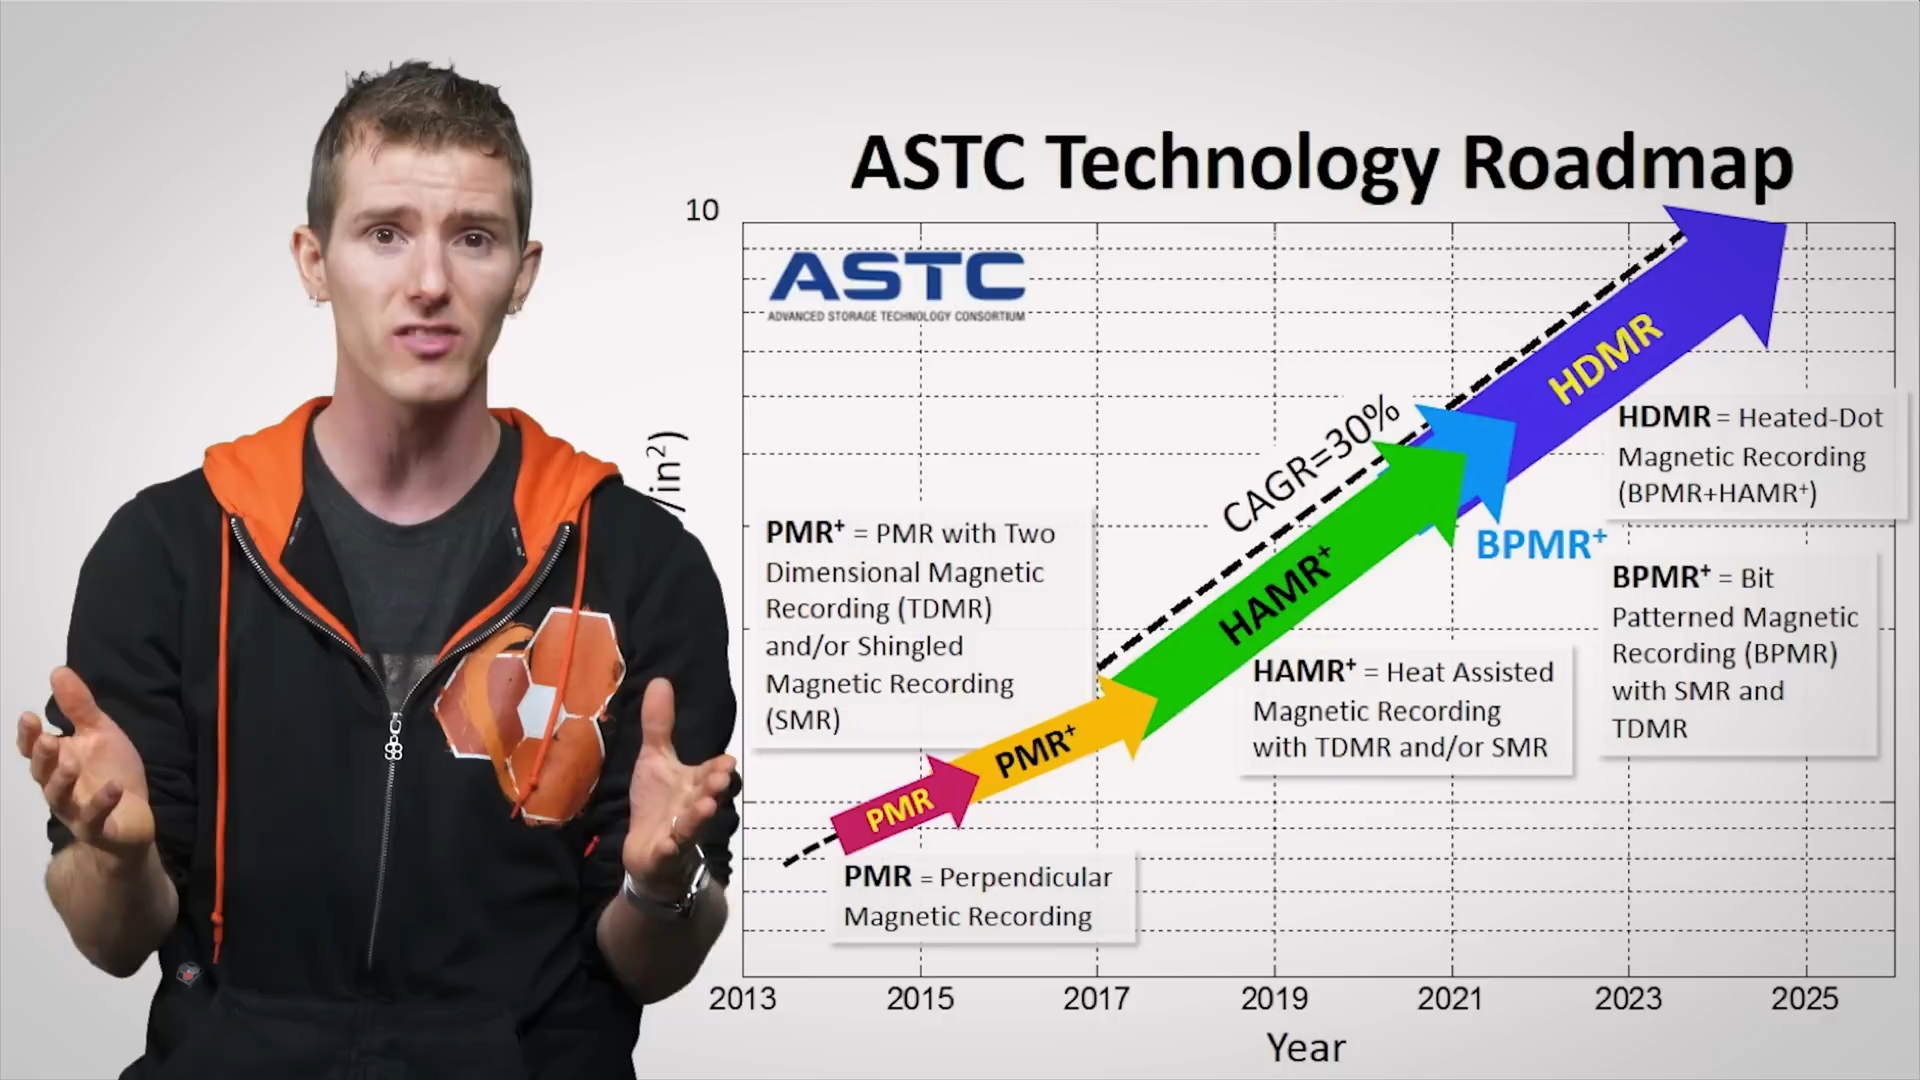 ASTC Technology Roadmap
10
ASTC
ADVANCED STORAGE TECHNOLOGY CONSORTIUM
/in²)
CAGR=30%
HDMR
HDMR = Heated-Dot
Magnetic Recording
(BPMR+HAMR⁺)
PMR⁺ = PMR with Two
Dimensional Magnetic
Recording (TDMR)
and/or Shingled
Magnetic Recording
(SMR)
HAMR⁺
BPMR⁺
BPMR⁺ = Bit
Patterned Magnetic
Recording (BPMR)
with SMR and
TDMR
HAMR⁺ = Heat Assisted
Magnetic Recording
with TDMR and/or SMR
PMR⁺
PMR
PMR = Perpendicular
Magnetic Recording
2013 2015 2017 2019 2021 2023 2025
Year